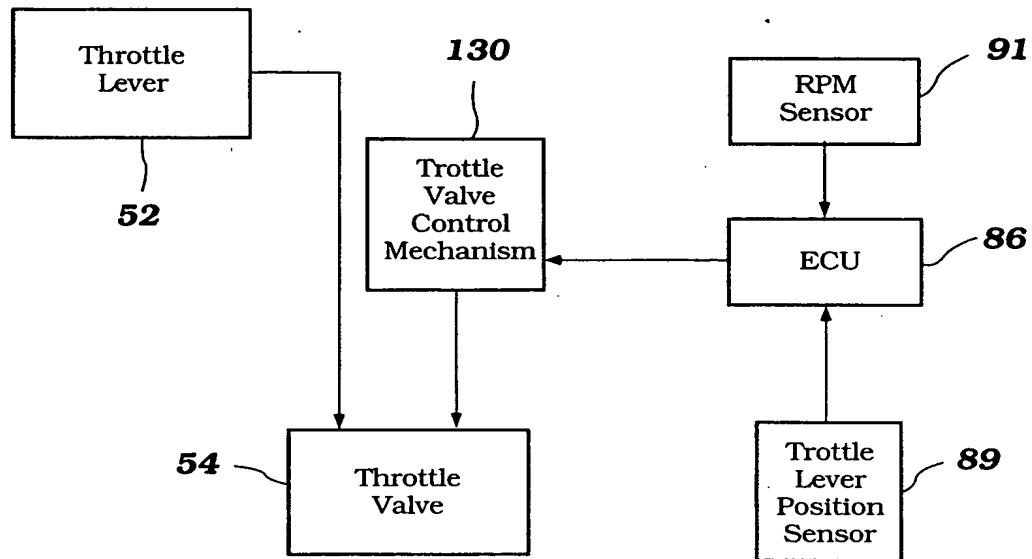 Throttle
Lever
52
130
Trottle
Valve
Control
Mechanism
RPM
Sensor
91
ECU
86
54
Throttle
Valve
Trottle
Lever
Position
Sensor
89